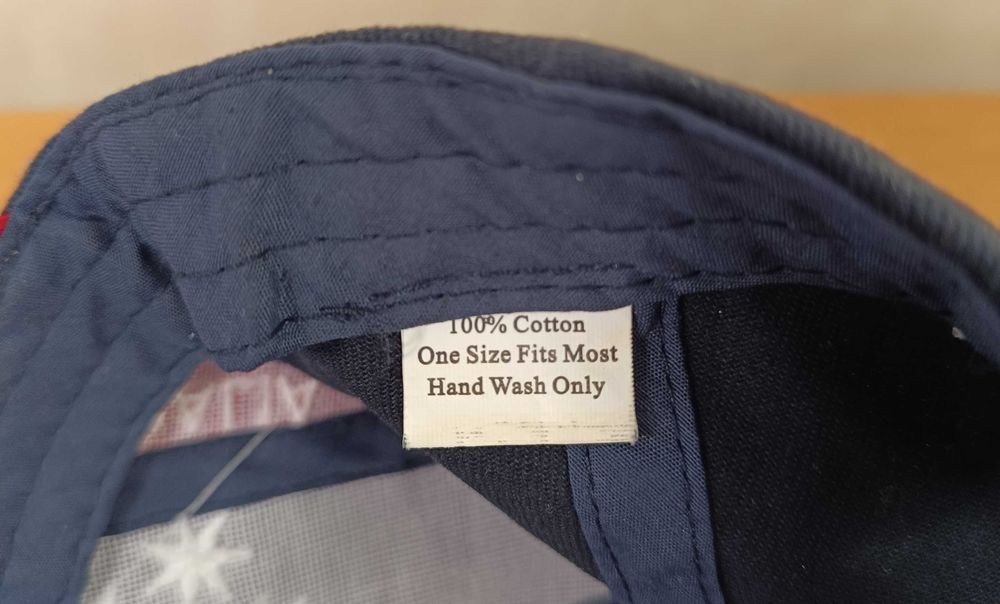 100% Cotton
One Size Fits Most
Hand Wash Only